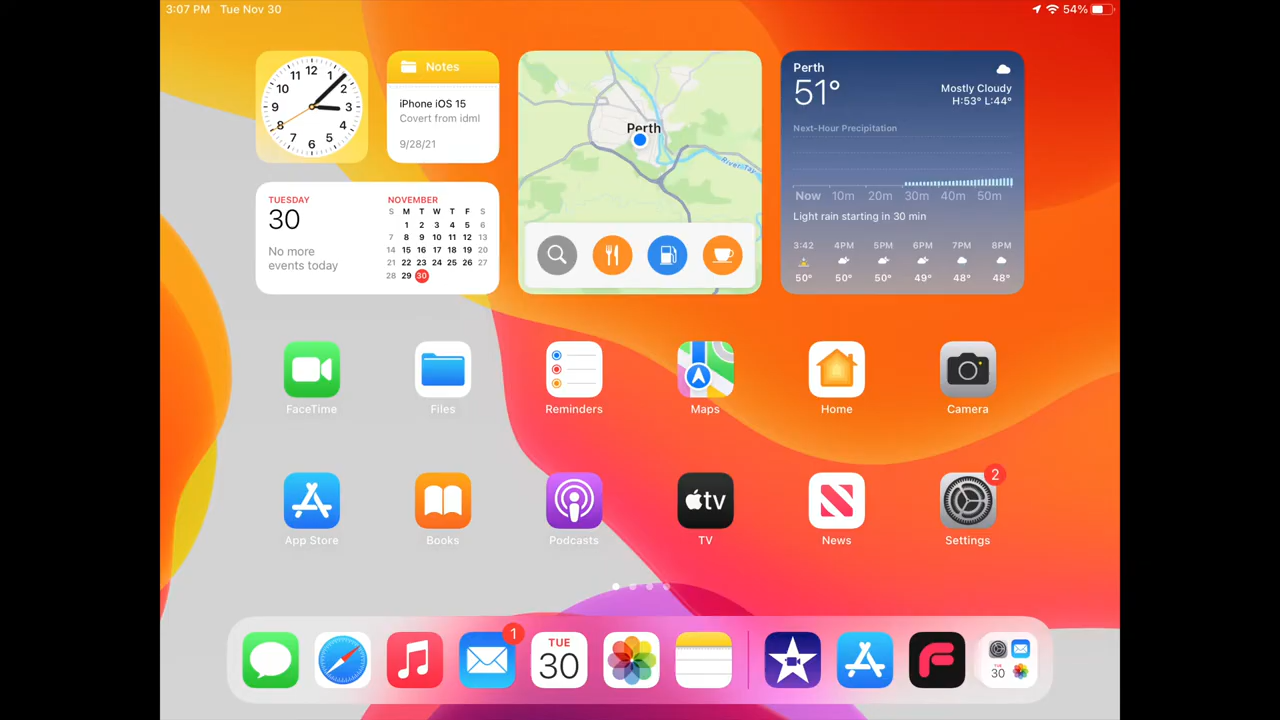 3:07 PM Tue Nov 30
54%
12
11 1
10 2
9 3
8 4
7 5
6
Notes
iPhone iOS 15
Covert from idml
9/28/21
Perth
River Tay
Perth
51°
Mostly Cloudy
H:53° L:44°
Next-Hour Precipitation
Now 10m 20m 30m 40m 50m
Light rain starting in 30 min
3:42 4PM 5PM 6PM 7PM 8PM
50° 50° 50° 49° 48° 48°
TUESDAY
30
No more
events today
NOVEMBER
S M T W T F S
1 2 3 4 5 6
7 8 9 10 11 12 13
14 15 16 17 18 19 20
21 22 23 24 25 26 27
28 29 30
FaceTime Files Reminders Maps Home Camera
tv
2
App Store Books Podcasts TV News Settings
1
TUE
30
TUE
30